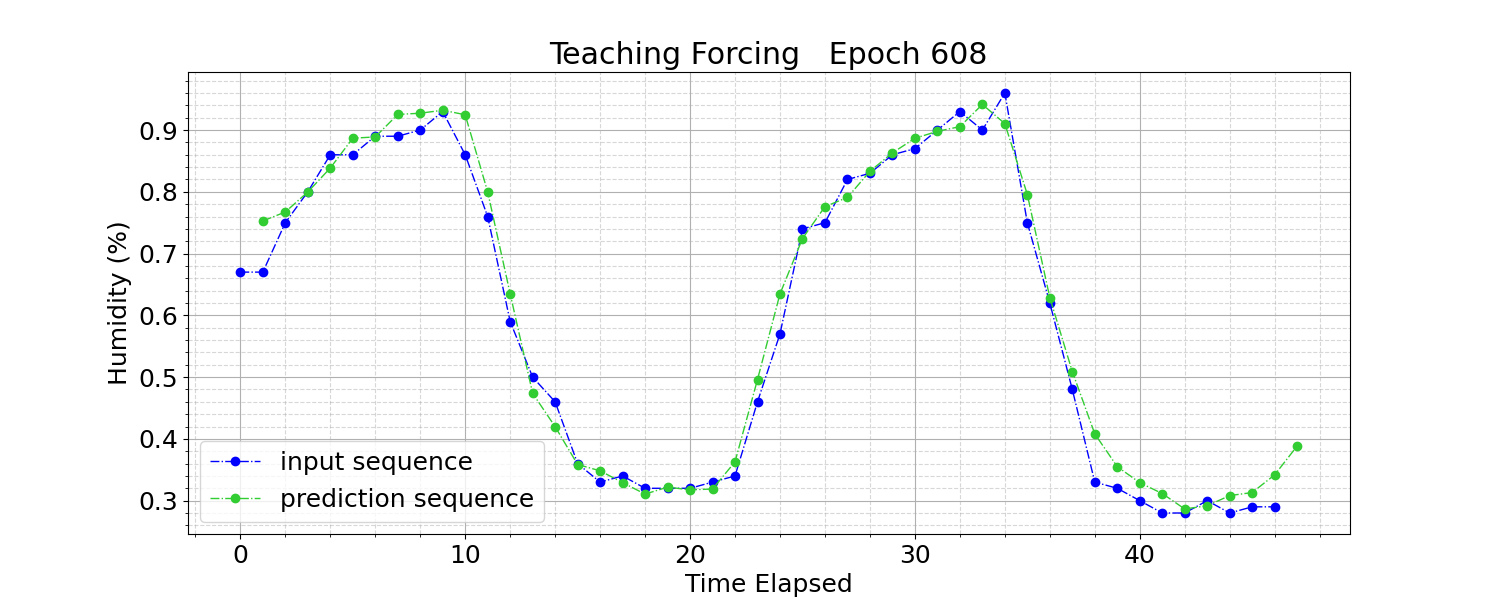 Teaching Forcing   Epoch 608
Humidity (%)
0.9
0.8
0.7
0.6
0.5
0.4
0.3
input sequence
prediction sequence
0 10 20 30 40
Time Elapsed